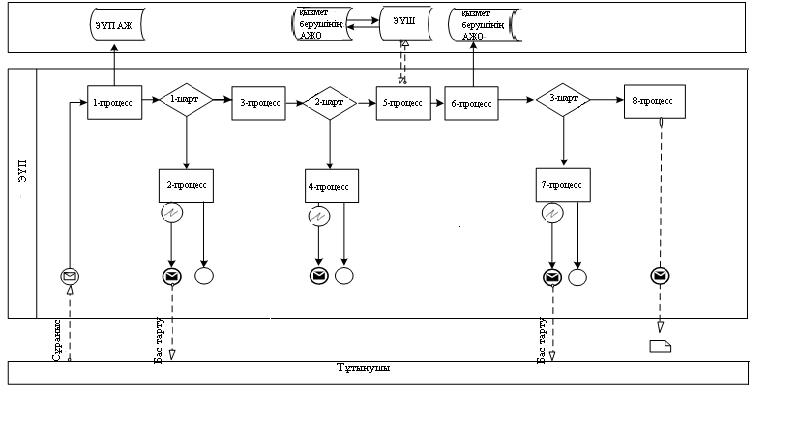 ЭҮП АЖ
қызмет
берушінің
АЖО
ЭҮШ
қызмет
берушінің
АЖО
ЭҮП
1-процесс
1-шарт
3-процесс
2-шарт
5-процесс
6-процесс
3-шарт
8-процесс
2-процесс
4-процесс
7-процесс
Сұраныс
Бас тарту
Бас тарту
Тұтынушы